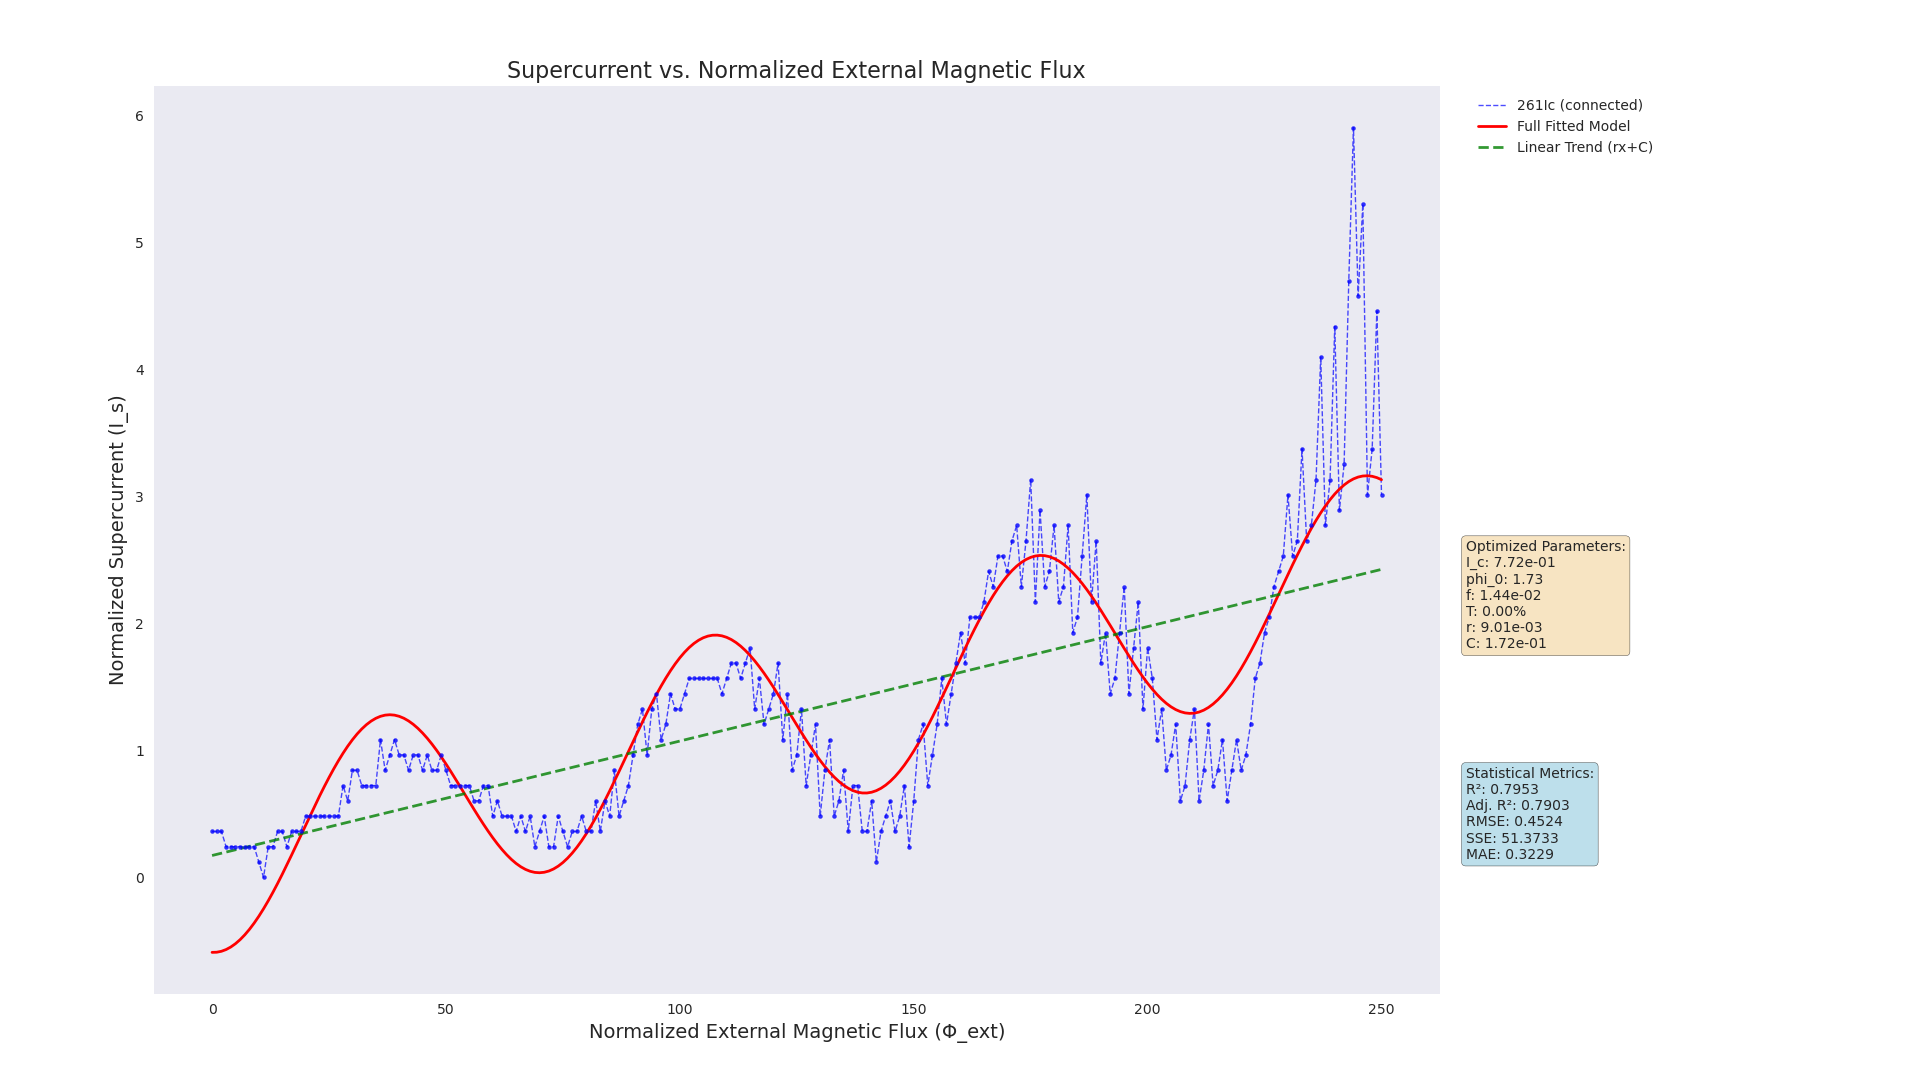 Supercurrent vs. Normalized External Magnetic Flux
6
5
4
3
2
1
0
Normalized Supercurrent (I_s)
0
50
100
150
200
250
Normalized External Magnetic Flux (Φ_ext)
261Ic (connected)
Full Fitted Model
Linear Trend (rx+C)
Optimized Parameters:
I_c: 7.72e-01
phi_0: 1.73
f: 1.44e-02
T: 0.00%
r: 9.01e-03
C: 1.72e-01
Statistical Metrics:
R²: 0.7953
Adj. R²: 0.7903
RMSE: 0.4524
SSE: 51.3733
MAE: 0.3229